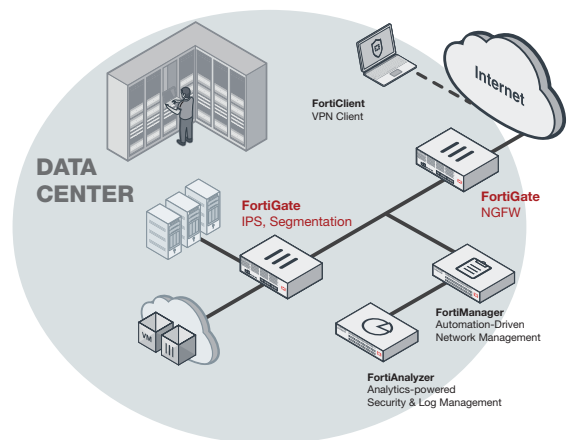 Internet
FortiClient
VPN Client
DATA
CENTER
FortiGate
NGFW
FortiGate
IPS, Segmentation
FortiManager
Automation-Driven
Network Management
VM
FortiAnalyzer
Analytics-powered
Security & Log Management